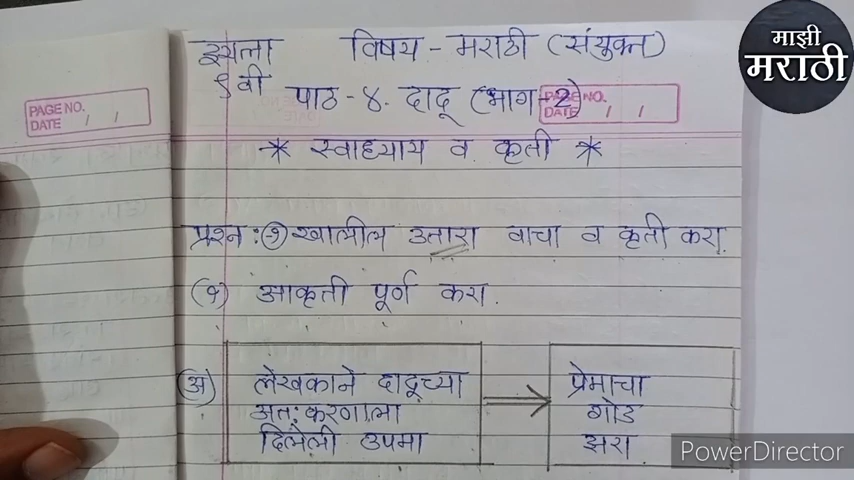 माझी
मराठी
इयत्ता विषय - मराठी (संयुक्त)
९वी पाठ - ४. दादू (भाग-2)
PAGE NO.
DATE / /
PAGE NO.
DATE / /
* स्वाध्याय व कृती *
प्रश्न:-१) खालील उतारा वाचा व कृती करा.
(१) आकृती पूर्ण करा.
(अ) लेखकाने दादूच्या
अंत:करणाला
दिलेली उपमा
प्रेमाचा
गोड
झरा
PowerDirector